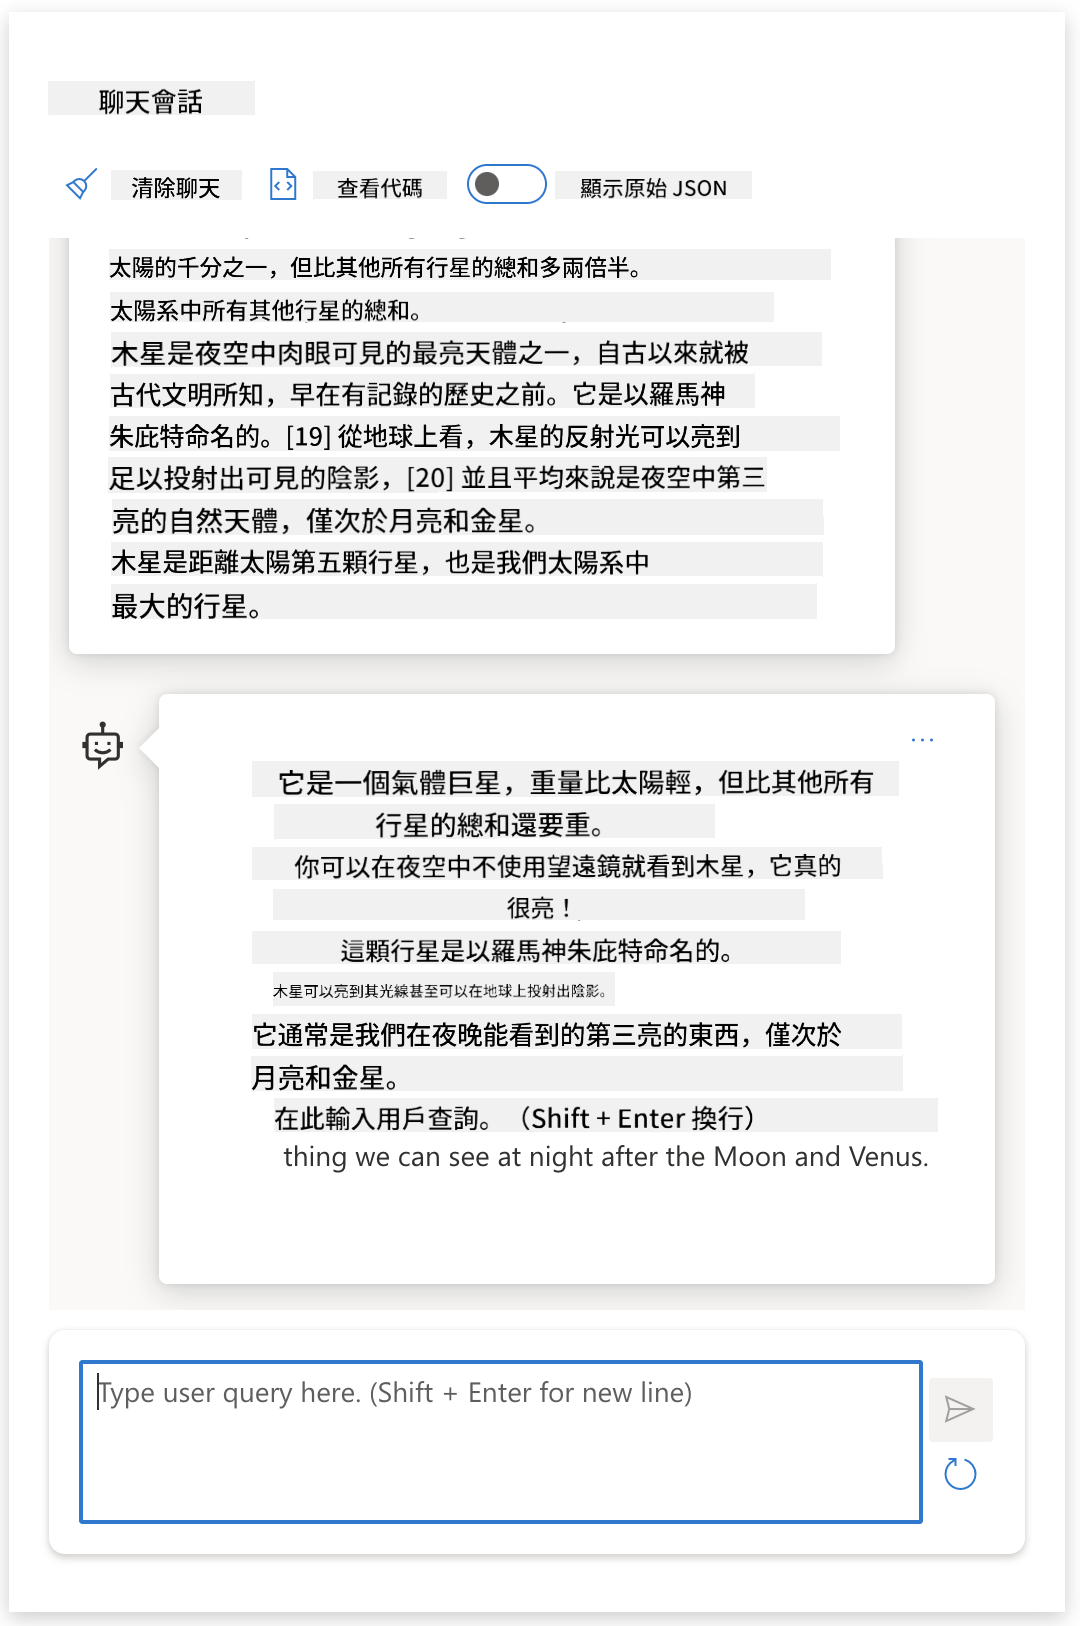 聊天會話
清除聊天
查看代碼
顯示原始 JSON
太陽的千分之一，但比其他所有行星的總和多兩倍半。
太陽系中所有其他行星的總和。
木星是夜空中肉眼可見的最亮天體之一，自古以來就被
古代文明所知，早在有記錄的歷史之前。它是以羅馬神
朱庇特命名的。[19] 從地球上看，木星的反射光可以亮到
足以投射出可見的陰影，[20] 並且平均來說是夜空中第三
亮的自然天體，僅次於月亮和金星。
木星是距離太陽第五顆行星，也是我們太陽系中
最大的行星。
它是一個氣體巨星，重量比太陽輕，但比其他所有
行星的總和還要重。
你可以在夜空中不使用望遠鏡就看到木星，它真的
很亮！
這顆行星是以羅馬神朱庇特命名的。
木星可以亮到其光線甚至可以在地球上投射出陰影。
它通常是我們在夜晚能看到的第三亮的東西，僅次於
月亮和金星。
在此輸入用戶查詢。（Shift + Enter 換行）
thing we can see at night after the Moon and Venus.
Type user query here. (Shift + Enter for new line)